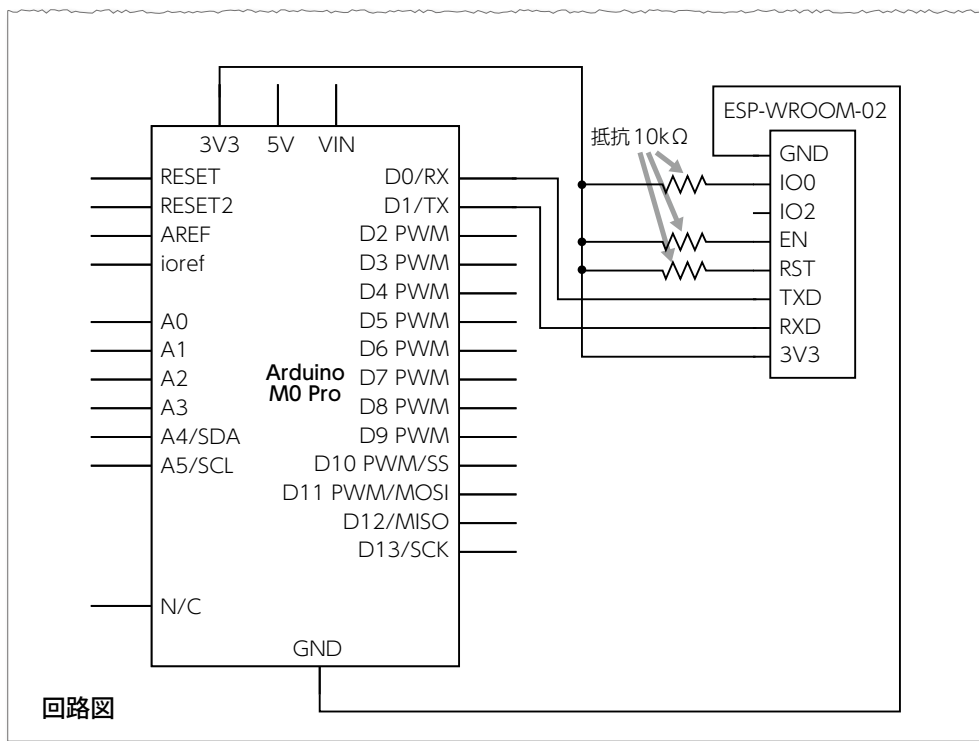 3V3 5V VIN
RESET
RESET2
AREF
ioref
A0
A1
A2
A3
A4/SDA
A5/SCL
N/C
Arduino
M0 Pro
D0/RX
D1/TX
D2 PWM
D3 PWM
D4 PWM
D5 PWM
D6 PWM
D7 PWM
D8 PWM
D9 PWM
D10 PWM/SS
D11 PWM/MOSI
D12/MISO
D13/SCK
GND
抵抗10kΩ
ESP-WROOM-02
GND
IO0
IO2
EN
RST
TXD
RXD
3V3
回路図